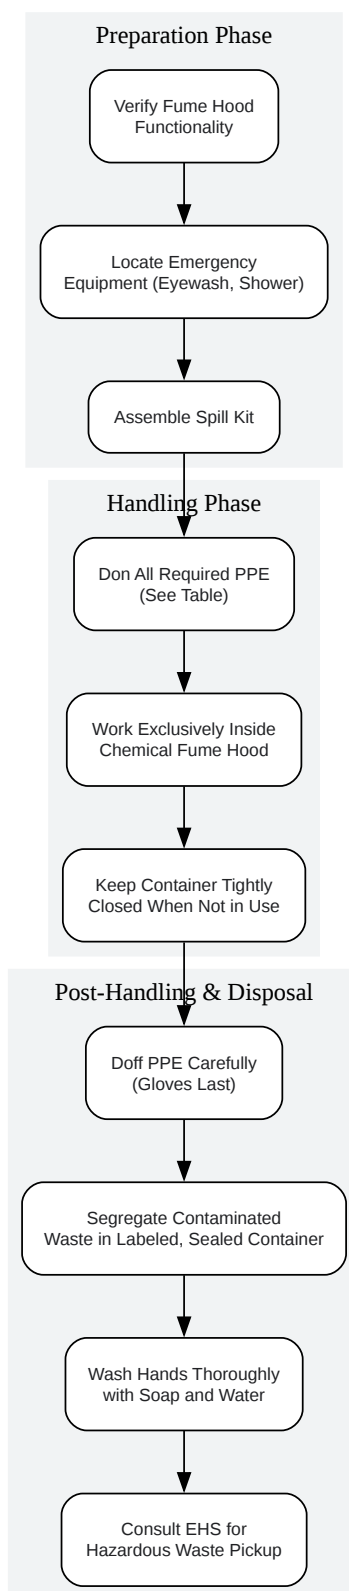 Preparation Phase
Verify Fume Hood
Functionality
Locate Emergency
Equipment (Eyewash, Shower)
Assemble Spill Kit
Handling Phase
Don All Required PPE
(See Table)
Work Exclusively Inside
Chemical Fume Hood
Keep Container Tightly
Closed When Not in Use
Post-Handling & Disposal
Doff PPE Carefully
(Gloves Last)
Segregate Contaminated
Waste in Labeled, Sealed Container
Wash Hands Thoroughly
with Soap and Water
Consult EHS for
Hazardous Waste Pickup